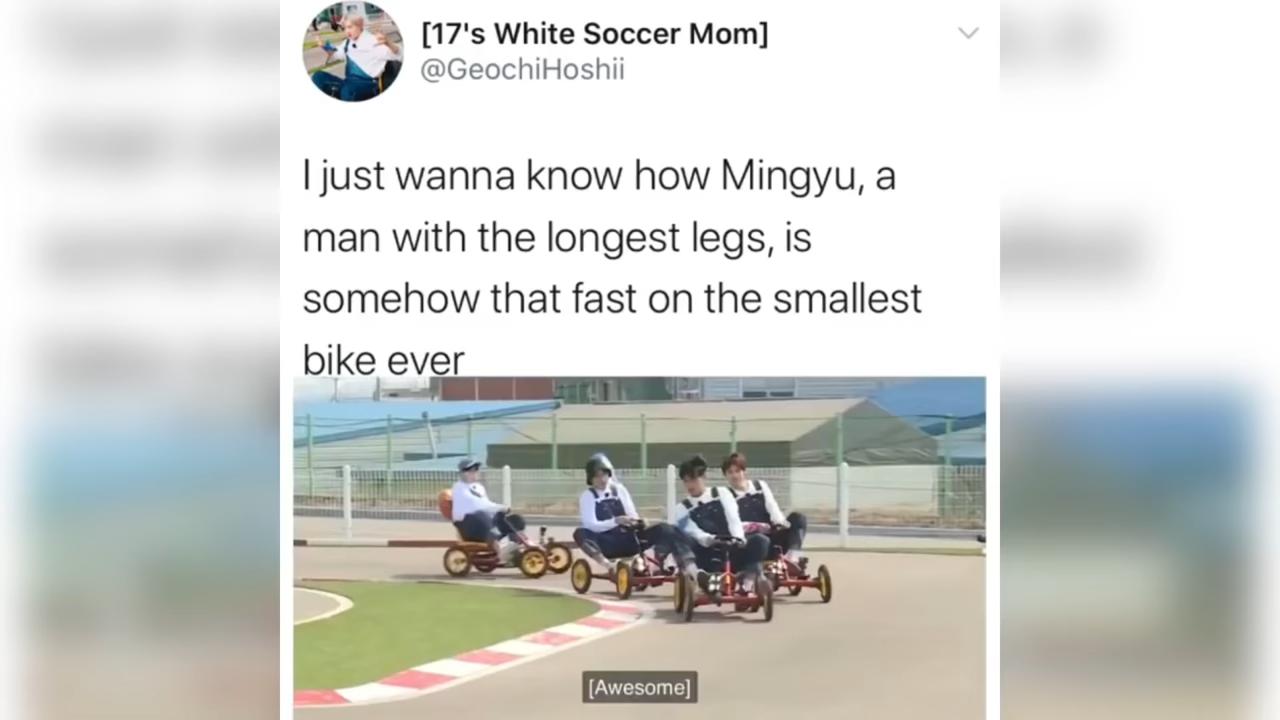 [17's White Soccer Mom]
@GeochiHoshii
I just wanna know how Mingyu, a
man with the longest legs, is
somehow that fast on the smallest
bike ever
[Awesome]